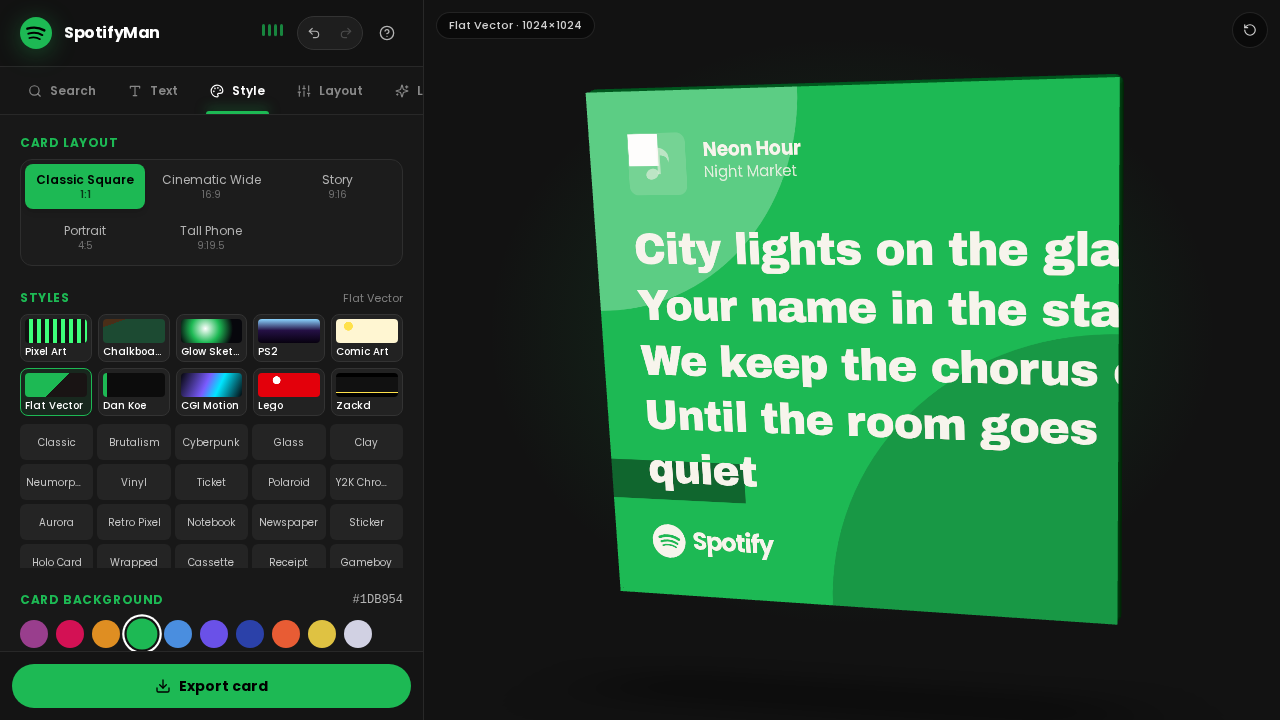 SpotifyMan
Search
Text
Style
Layout
L
CARD LAYOUT
Classic Square
1:1
Cinematic Wide
16:9
Story
9:16
Portrait
4:5
Tall Phone
9:19.5
STYLES
Flat Vector
Pixel Art
Chalkboa...
Glow Sket...
PS2
Comic Art
Flat Vector
Dan Koe
CGI Motion
Lego
Zackd
Classic
Brutalism
Cyberpunk
Glass
Clay
Neumorp...
Vinyl
Ticket
Polaroid
Y2K Chro...
Aurora
Retro Pixel
Notebook
Newspaper
Sticker
Holo Card
Wrapped
Cassette
Receipt
Gameboy
CARD BACKGROUND
#1DB954
Export card
Flat Vector · 1024×1024
Neon Hour
Night Market
City lights on the gla
Your name in the sta
We keep the chorus
Until the room goes
quiet
Spotify